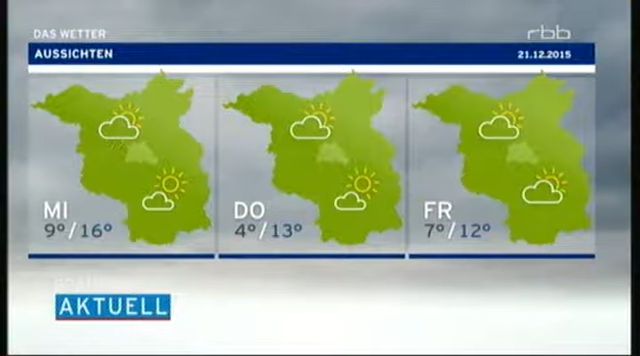 DAS WETTER
rbb
AUSSICHTEN
21.12.2015
MI
9°/16°
DO
4°/13°
FR
7°/12°
AKTUELL